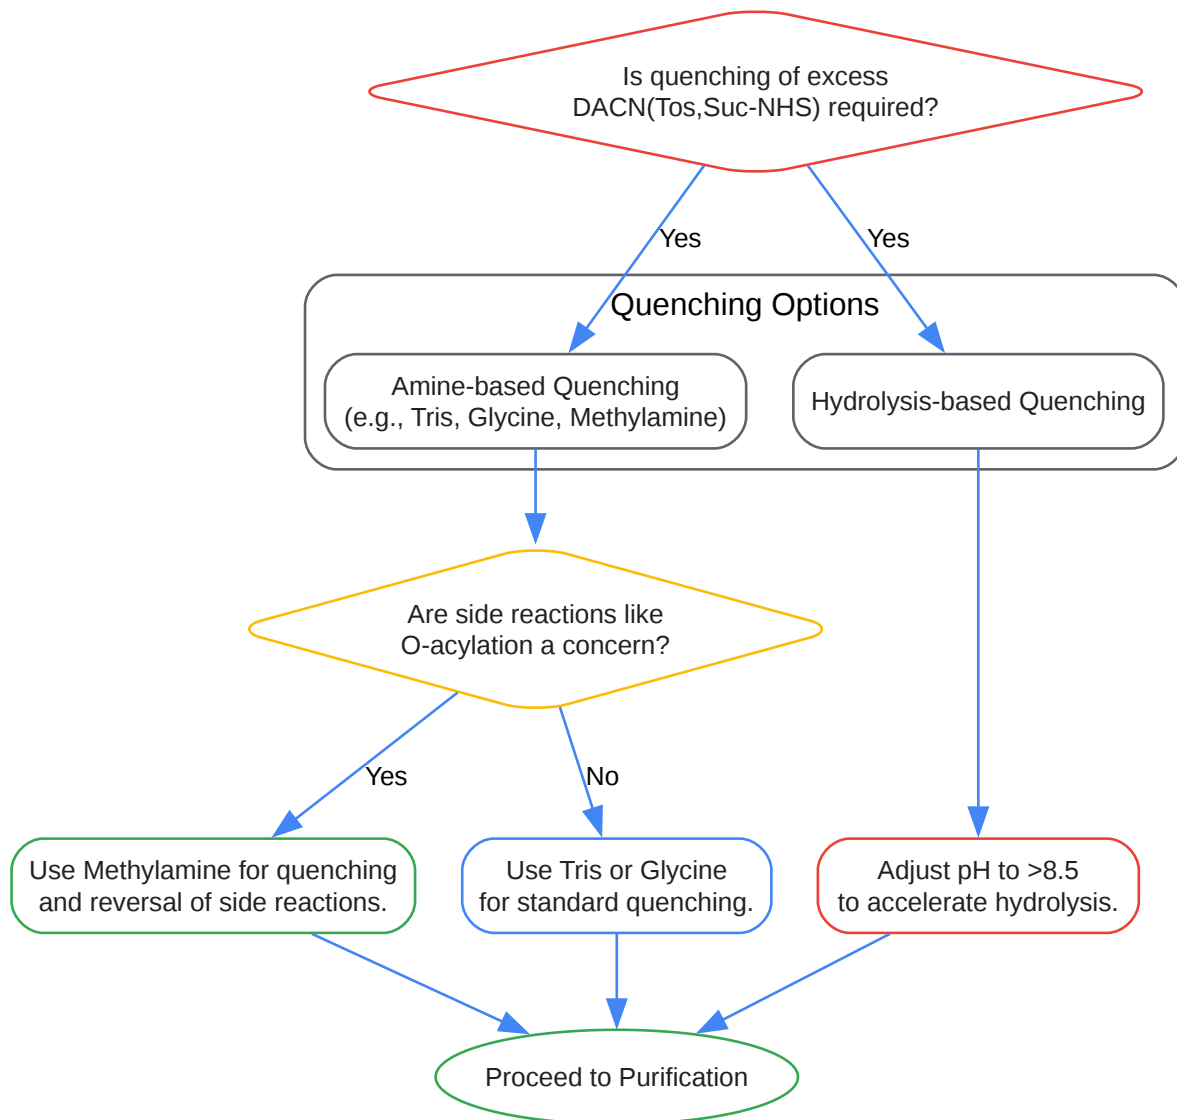 Is quenching of excess
DACN(Tos,Suc-NHS) required?
Yes
Yes
Quenching Options
Amine-based Quenching
(e.g., Tris, Glycine, Methylamine)
Hydrolysis-based Quenching
Are side reactions like
O-acylation a concern?
Yes
No
Use Methylamine for quenching
and reversal of side reactions.
Use Tris or Glycine
for standard quenching.
Adjust pH to >8.5
to accelerate hydrolysis.
Proceed to Purification